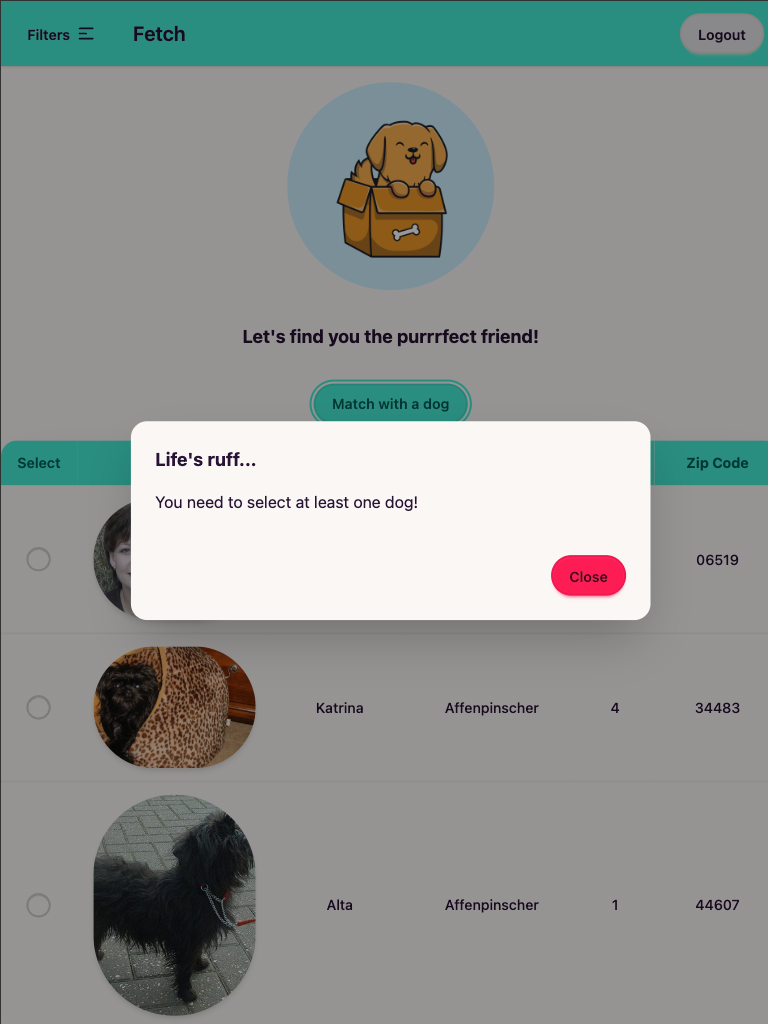 Filters Fetch Logout
Let's find you the purrrfect friend!
Match with a dog
Life's ruff...
You need to select at least one dog!
Close
Select Zip Code
06519
Katrina Affenpinscher 4 34483
Alta Affenpinscher 1 44607